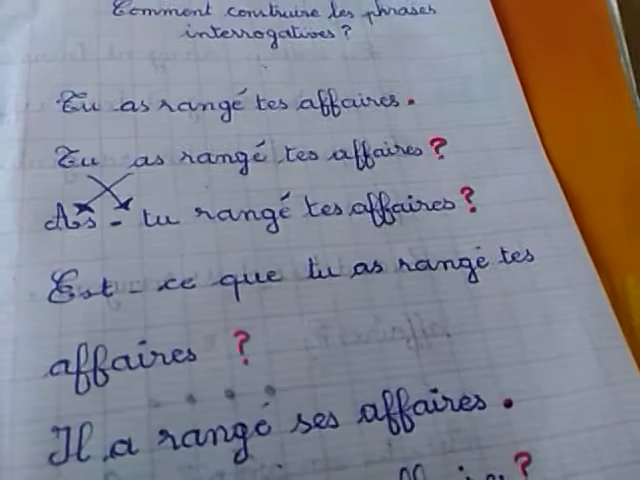 Comment construire les phrases
interrogatives ?
Tu as rangé tes affaires.
Tu as rangé tes affaires ?
As - tu rangé tes affaires ?
Est - ce que tu as rangé tes
affaires ?
Il a rangé ses affaires.
?